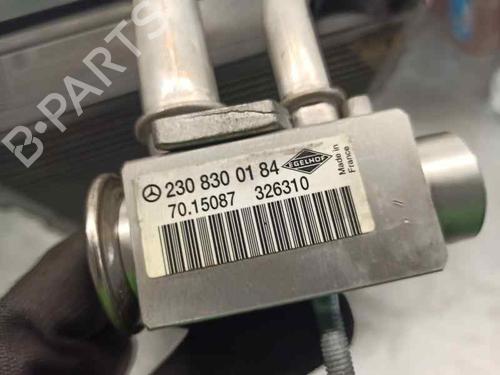 B-PARTS
230 830 01 84
EGELHOF
Made in
France
70.15087 326310